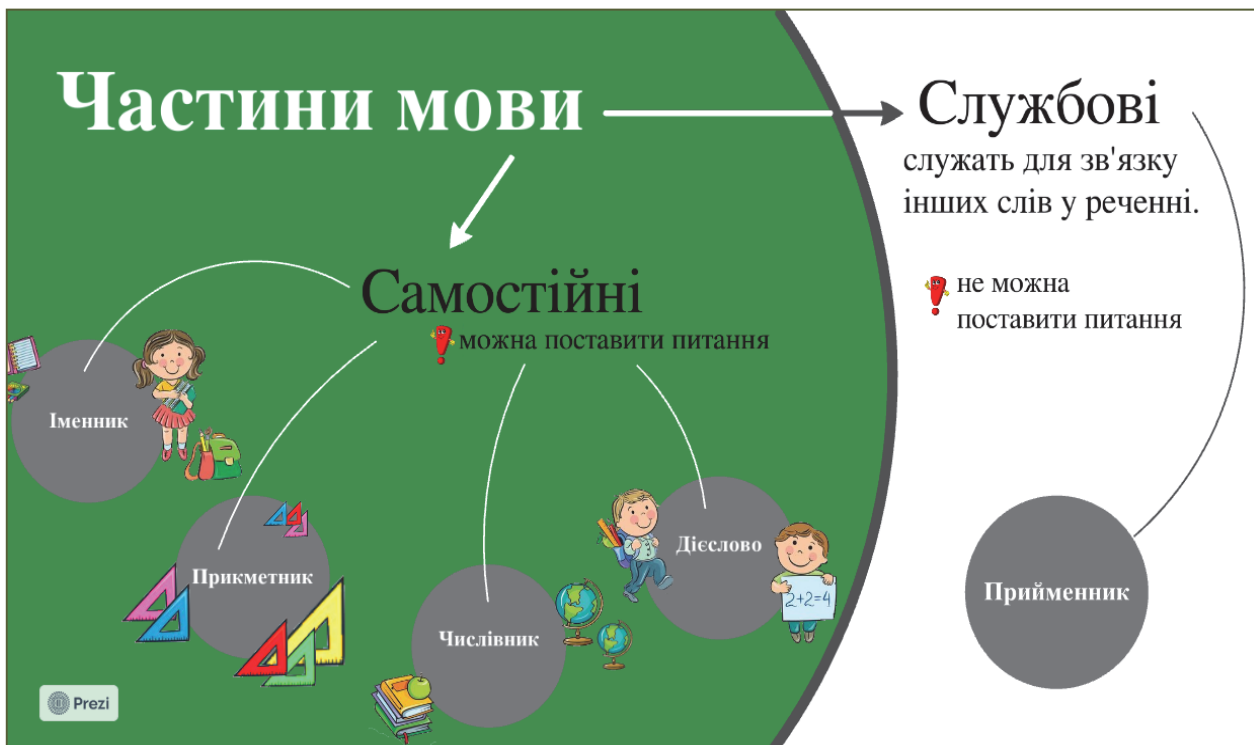 Частини мови
Службові
служать для зв'язку
інших слів у реченні.
не можна
поставити питання
Самостійні
можна поставити питання
Іменник
Прикметник
Числівник
Дієслово
2+2=4
Прийменник
Prezi